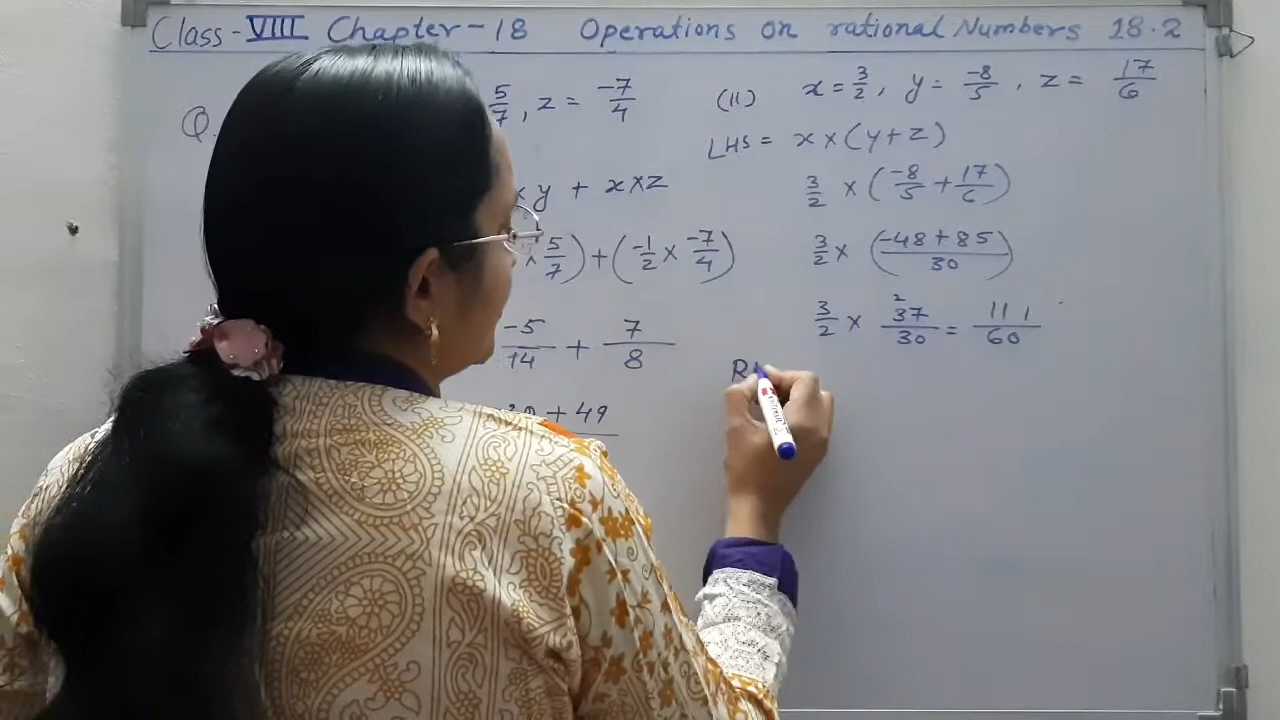 Class - VIII Chapter - 18 Operations on rational Numbers 18.2
Q. 5/7, z = -7/4
× y + x × z
× 5/7) + (-1/2 × -7/4)
-5/14 + 7/8
+ 49
(II) x = 3/2, y = -8/5, z = 17/6
LHS = x × (y + z)
3/2 × (-8/5 + 17/6)
3/2 × (-48 + 85 / 30)
2
3/2 × 37/30 = 111/60
R